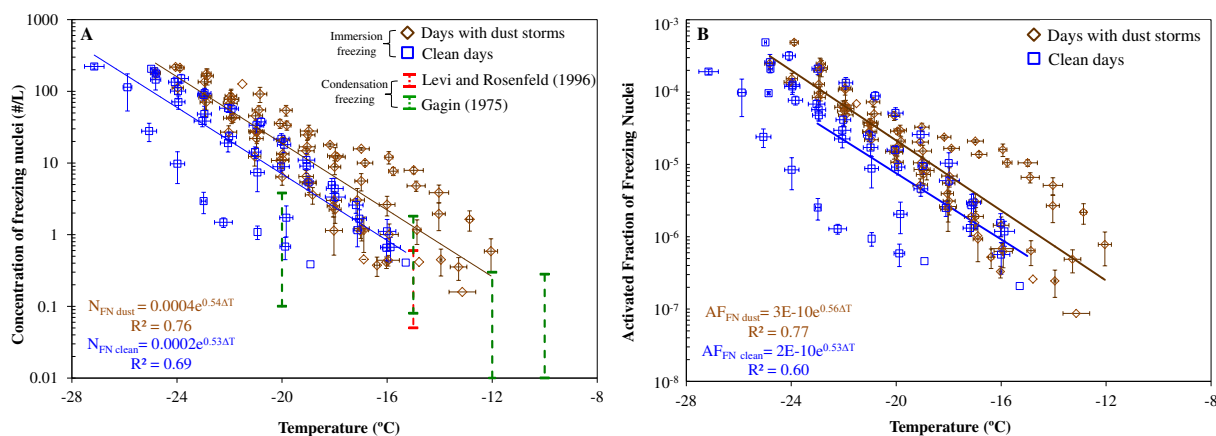 A
Concentration of freezing nuclei (#/L)
1000
100
10
1
0.1
0.01
-28 -24 -20 -16 -12 -8
Temperature (ºC)
Immersion freezing
Days with dust storms
Clean days
Condensation freezing
Levi and Rosenfeld (1996)
Gagin (1975)
N_FN dust = 0.0004e^0.54ΔT
R² = 0.76
N_FN clean = 0.0002e^0.53ΔT
R² = 0.69
B
Activated Fraction of Freezing Nuclei
10^-3
10^-4
10^-5
10^-6
10^-7
10^-8
-28 -24 -20 -16 -12 -8
Temperature (ºC)
Days with dust storms
Clean days
AF_FN dust = 3E-10e^0.56ΔT
R² = 0.77
AF_FN clean = 2E-10e^0.53ΔT
R² = 0.60